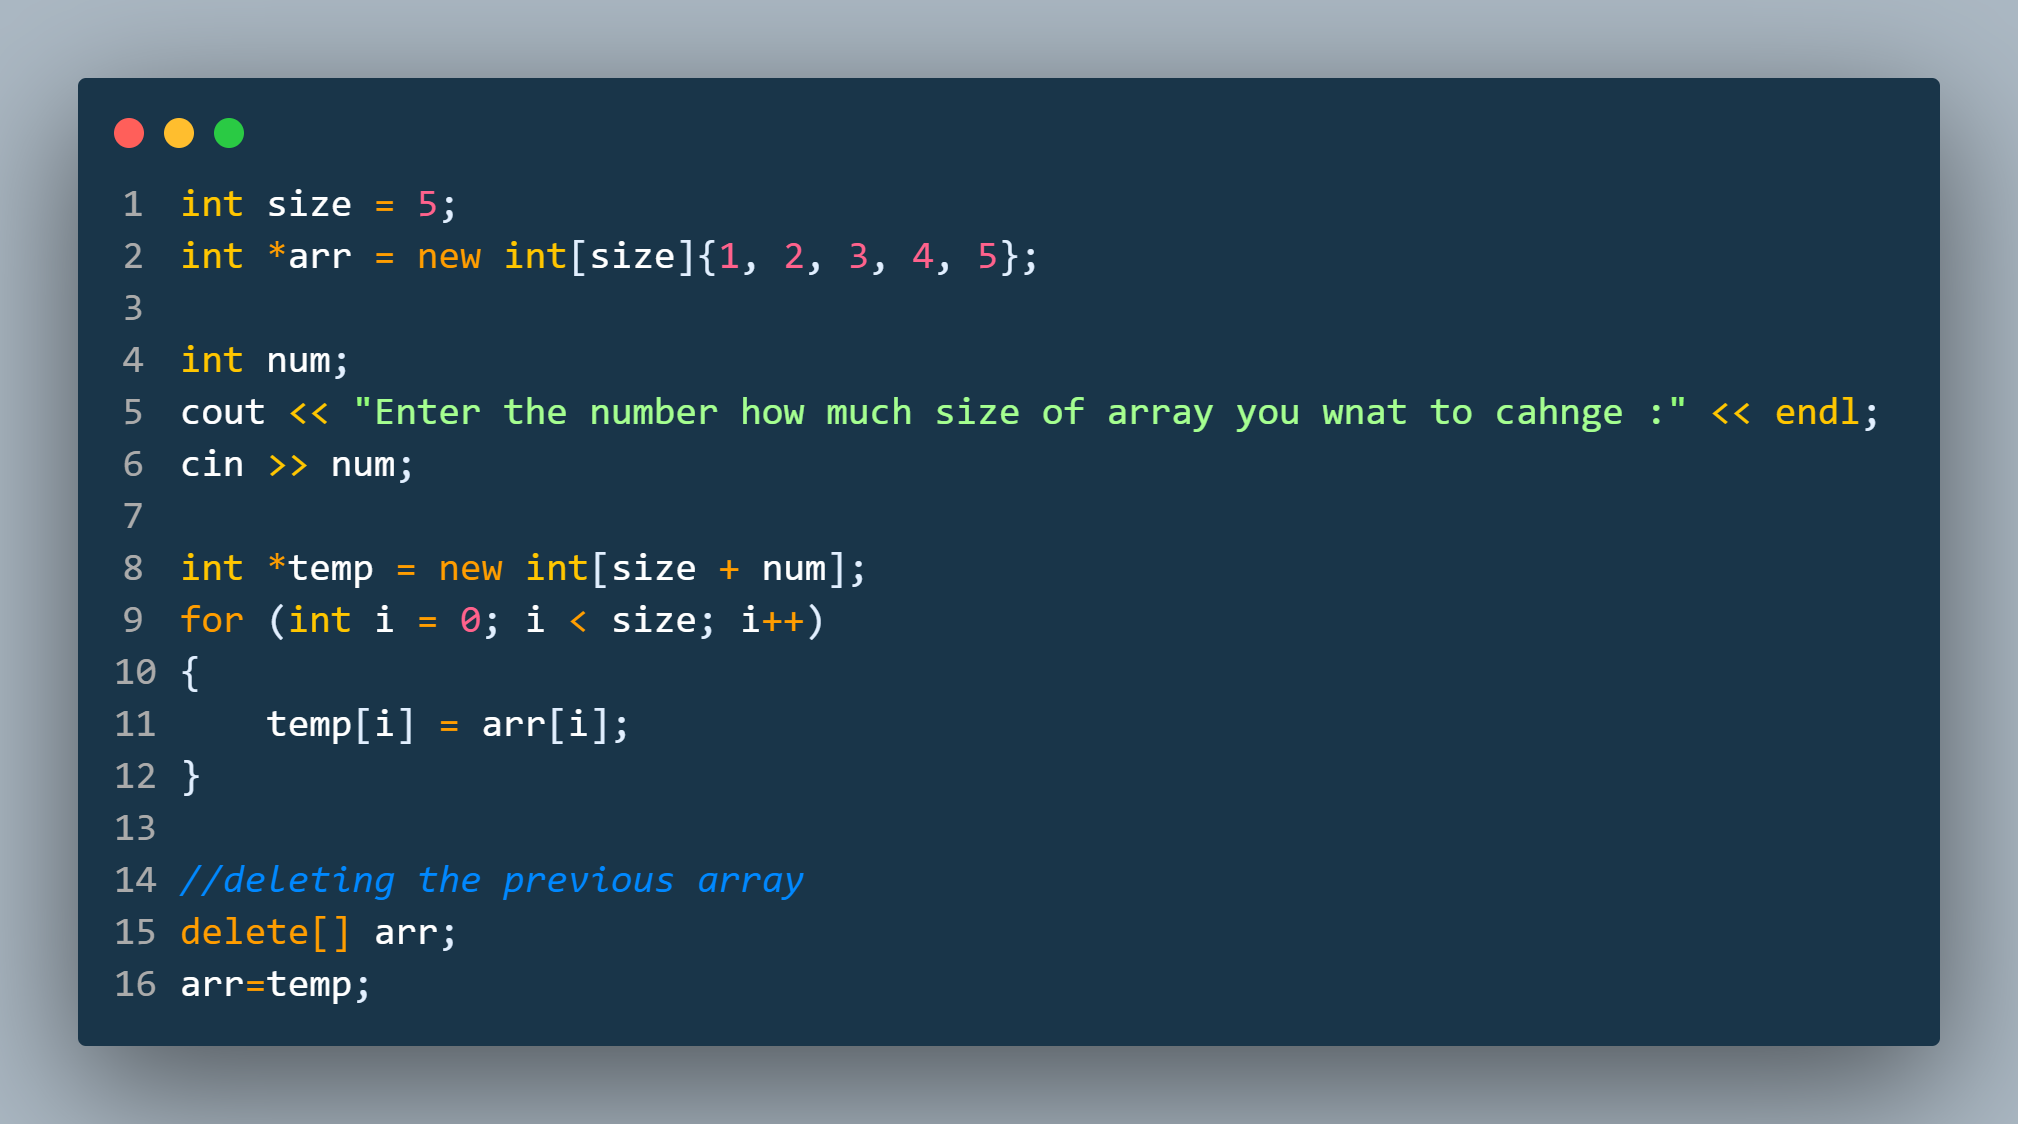 1 int size = 5;
2 int *arr = new int[size]{1, 2, 3, 4, 5};
3
4 int num;
5 cout << "Enter the number how much size of array you wnat to cahnge :" << endl;
6 cin >> num;
7
8 int *temp = new int[size + num];
9 for (int i = 0; i < size; i++)
10 {
11     temp[i] = arr[i];
12 }
13
14 //deleting the previous array
15 delete[] arr;
16 arr=temp;